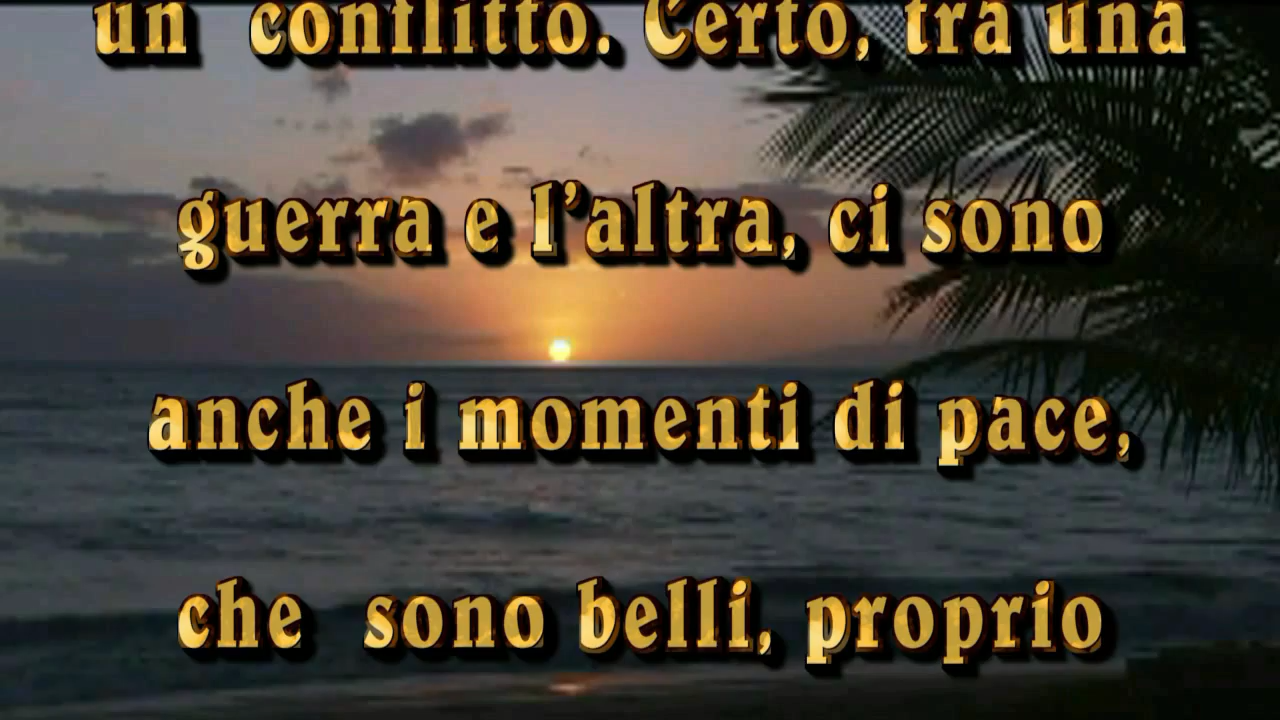 un conflitto. Certo, tra una
guerra e l’altra, ci sono
anche i momenti di pace,
che sono belli, proprio